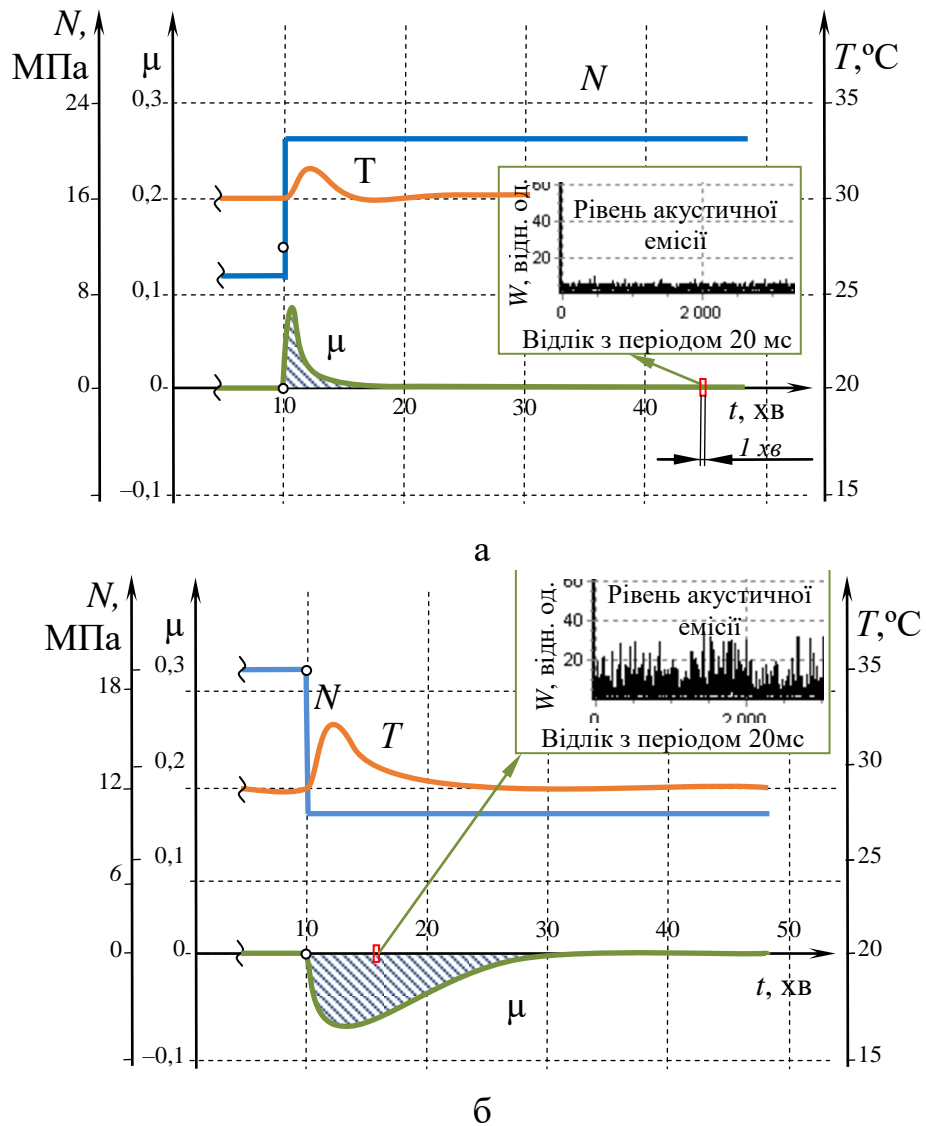 N,
МПа
μ
T,ºC
24
0,3
N
35
T
W, відн. од.
60
40
20
Рівень акустичної
емісії
0
2 000
Відлік з періодом 20 мс
16
0,2
30
8
0,1
25
μ
0
0
20
10
20
30
40
t, хв
1 хв
–0,1
15
а
N,
МПа
μ
T,ºC
W, відн. од.
60
40
20
Рівень акустичної
емісії
0
2 000
Відлік з періодом 20мс
0,3
35
18
N
T
0,2
30
12
0,1
25
6
10
20
30
40
50
0
0
20
t, хв
μ
–0,1
15
б